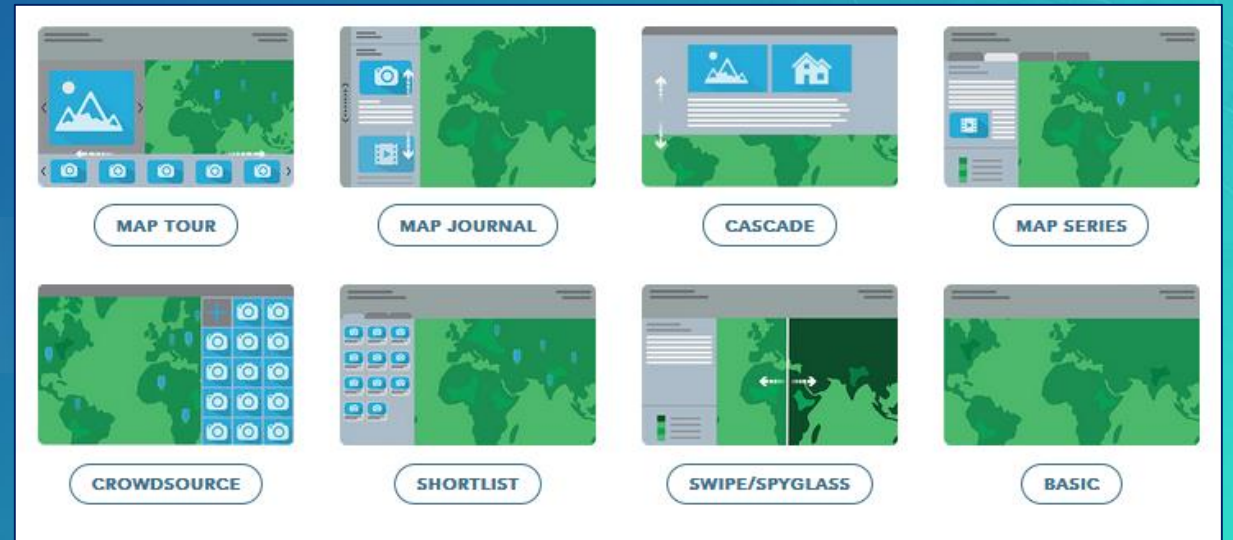 MAP TOUR
MAP JOURNAL
CASCADE
MAP SERIES
CROWDSOURCE
SHORTLIST
SWIPE/SPYGLASS
BASIC